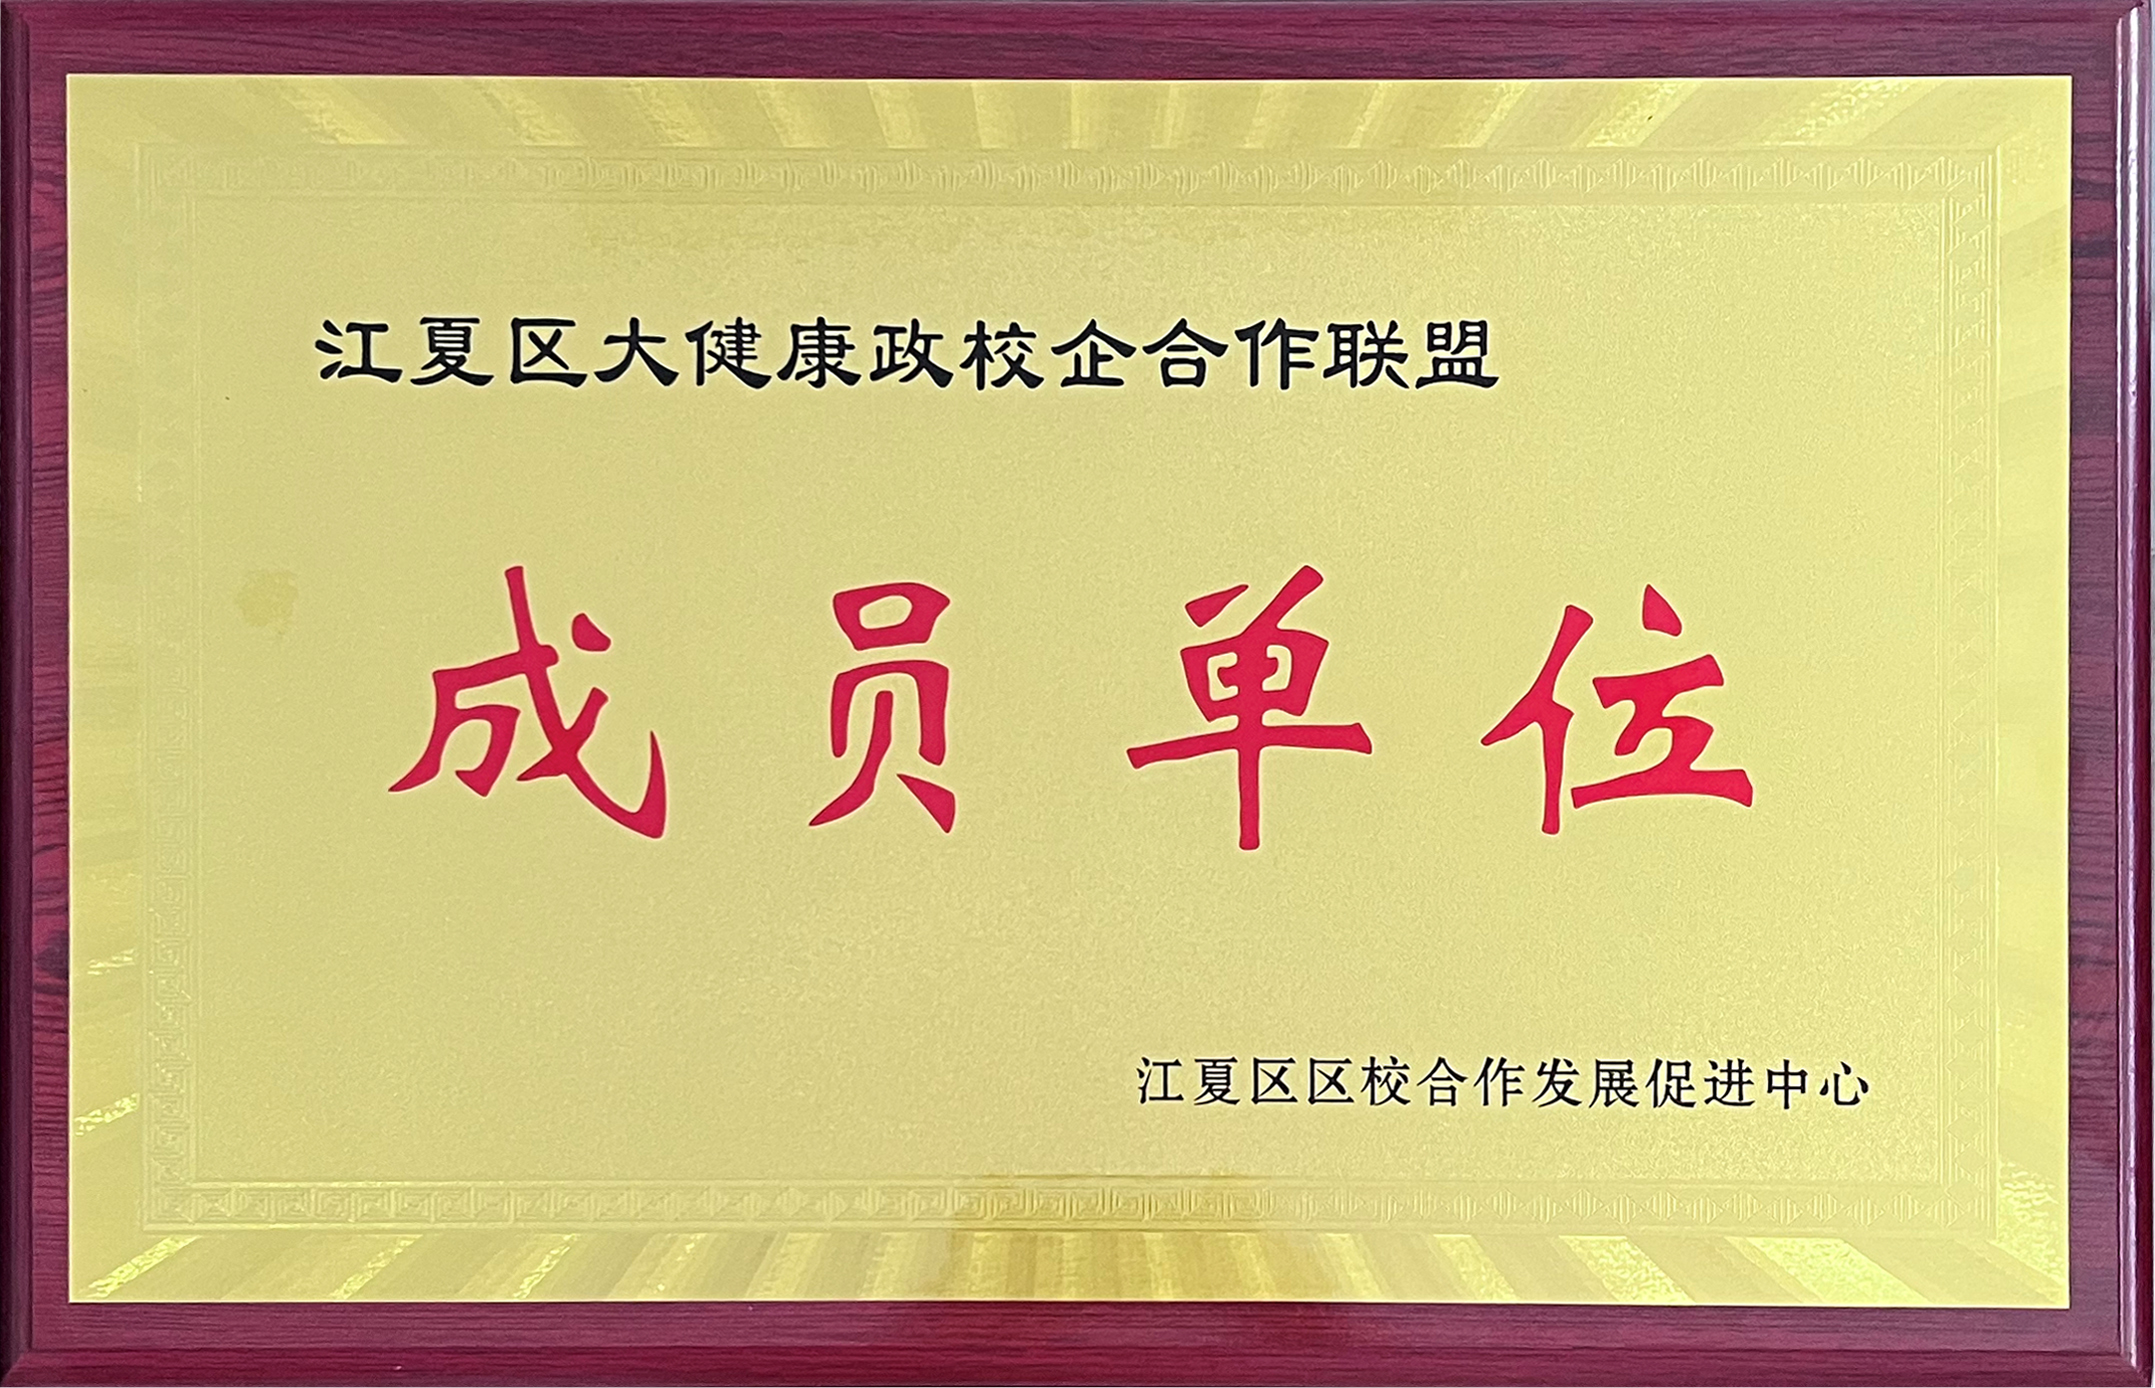 江夏区大健康政校企合作联盟
成员单位
江夏区区校合作发展促进中心